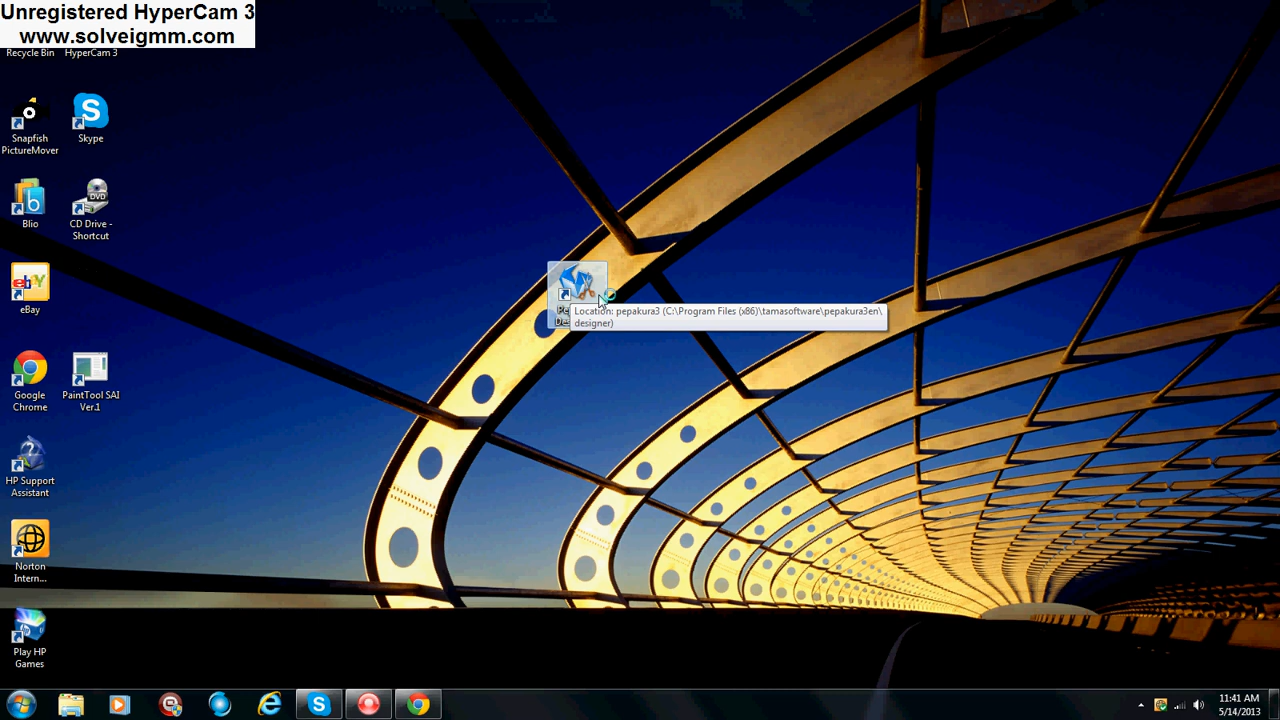 Unregistered HyperCam 3
www.solveigmm.com
Recycle Bin
HyperCam 3
Snapfish
PictureMover
Skype
Blio
CD Drive -
Shortcut
eBay
Google
Chrome
PaintTool SAI
Ver.1
HP Support
Assistant
Norton
Intern...
Play HP
Games
Location: pepakura3 (C:\Program Files (x86)\tamasoftware\pepakura3en\
designer)
11:41 AM
5/14/2013